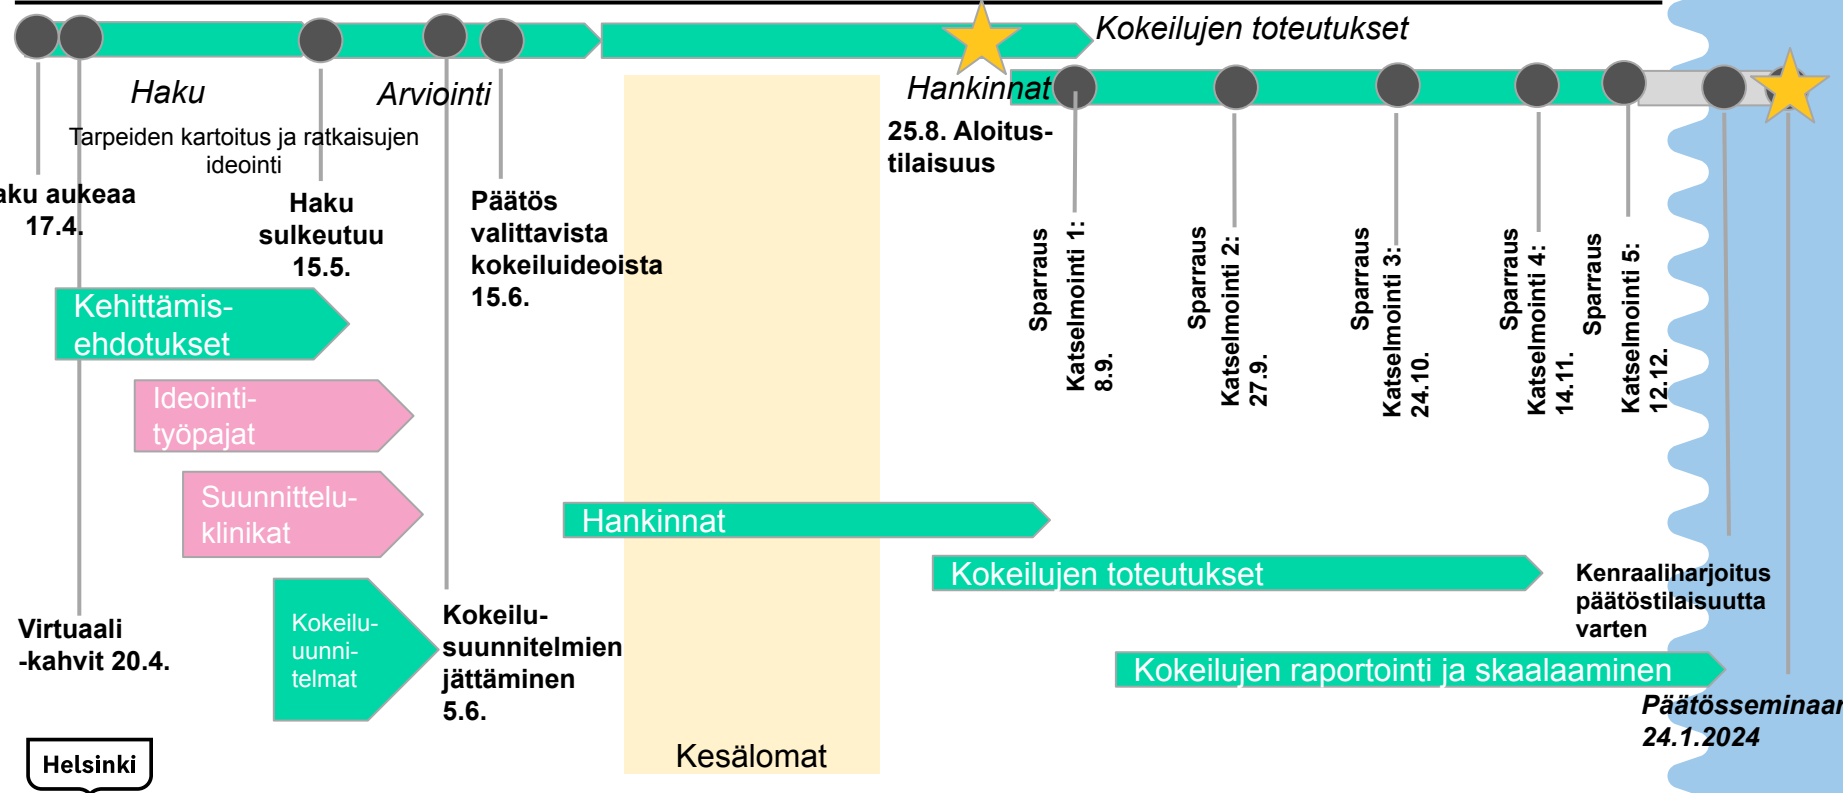 Kokeilujen toteutukset
Haku
Arviointi
Hankinnat
Tarpeiden kartoitus ja ratkaisujen
ideointi
25.8. Aloitus-
tilaisuus
aku aukeaa
17.4.
Haku
sulkeutuu
15.5.
Päätös
valittavista
kokeiluideoista
15.6.
Sparraus
Katselmointi 1:
8.9.
Sparraus
Katselmointi 2:
27.9.
Sparraus
Katselmointi 3:
24.10.
Sparraus
Katselmointi 4:
14.11.
Sparraus
Katselmointi 5:
12.12.
Kehittämis-
ehdotukset
Ideointi-
työpajat
Suunnittelu-
klinikat
Hankinnat
Kokeilujen toteutukset
Kenraaliharjoitus
päätöstilaisuutta
varten
Kokeilu-
uunni-
telmat
Virtuaali
-kahvit 20.4.
Kokeilu-
suunnitelmien
jättäminen
5.6.
Kokeilujen raportointi ja skaalaaminen
Päätösseminaar
24.1.2024
Kesälomat
Helsinki